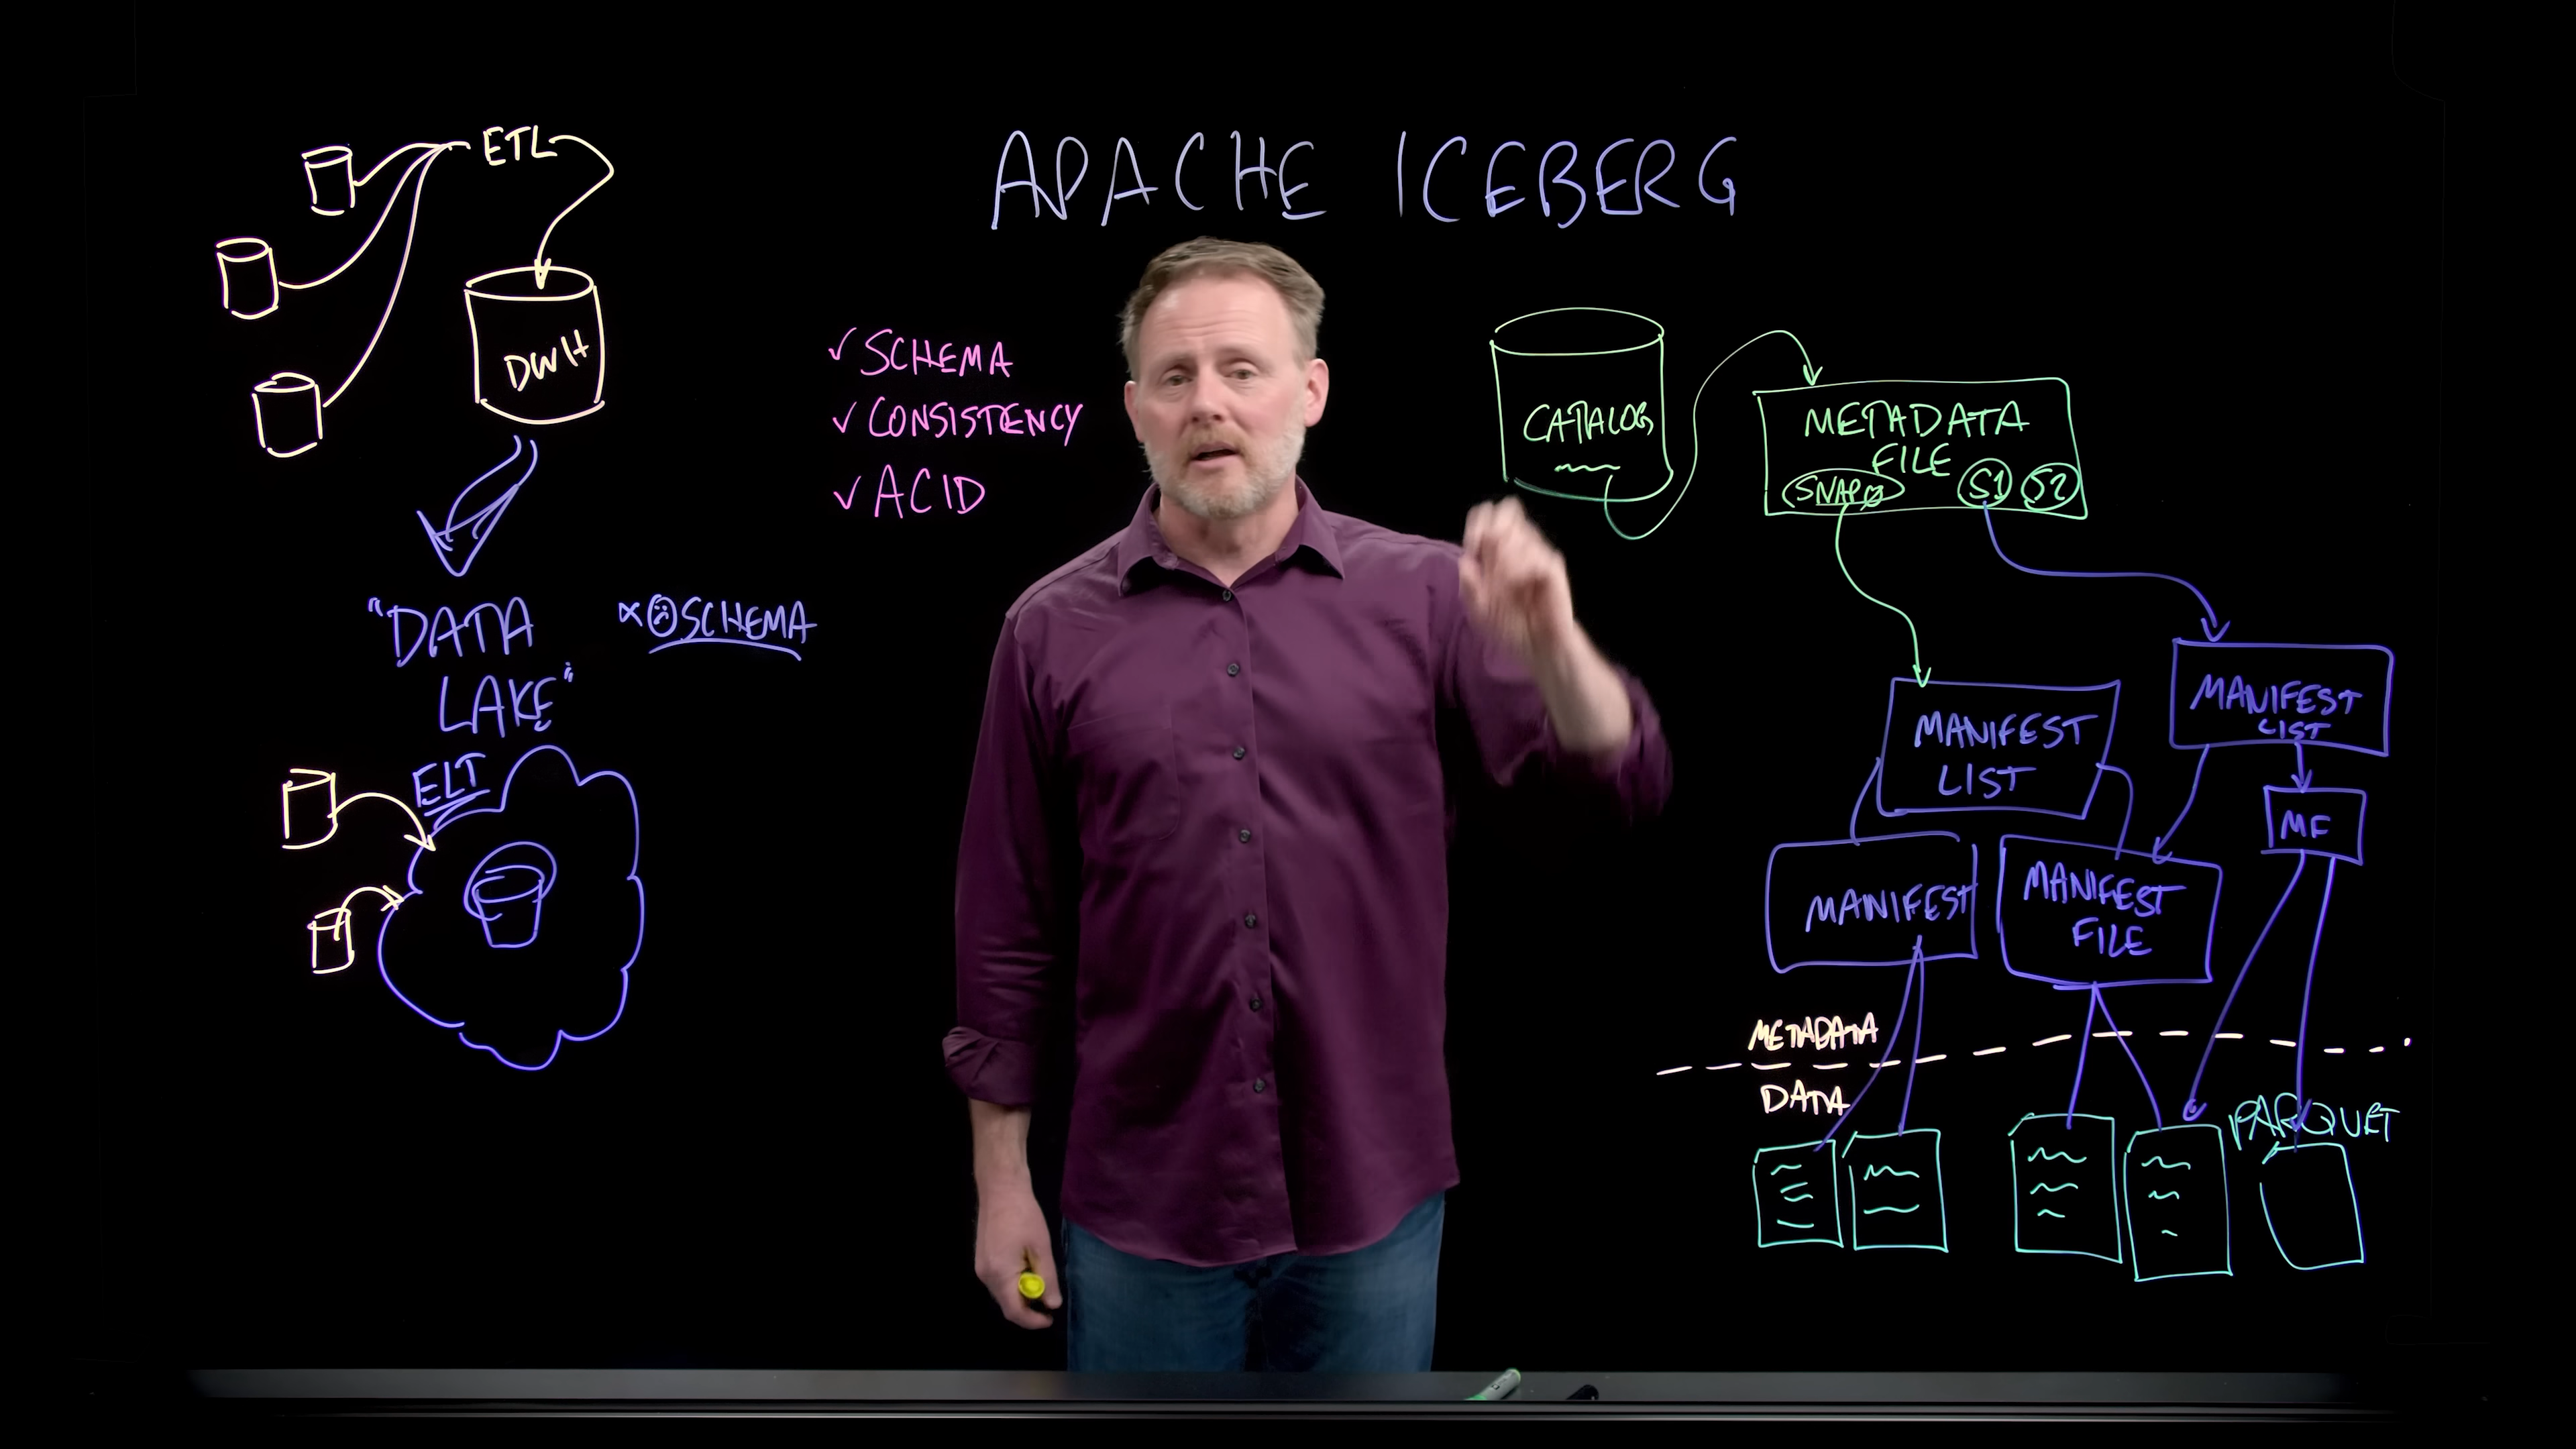 APACHE ICEBERG
ETL
DWH
"DATA
LAKE"
∝ ☹ SCHEMA
ELT
✓ SCHEMA
✓ CONSISTENCY
✓ ACID
CATALOG
METADATA
FILE
SNAP0 S1 S2
MANIFEST
LIST
MANIFEST
LIST
MF
MANIFEST
MANIFEST
FILE
METADATA
DATA
PARQUET